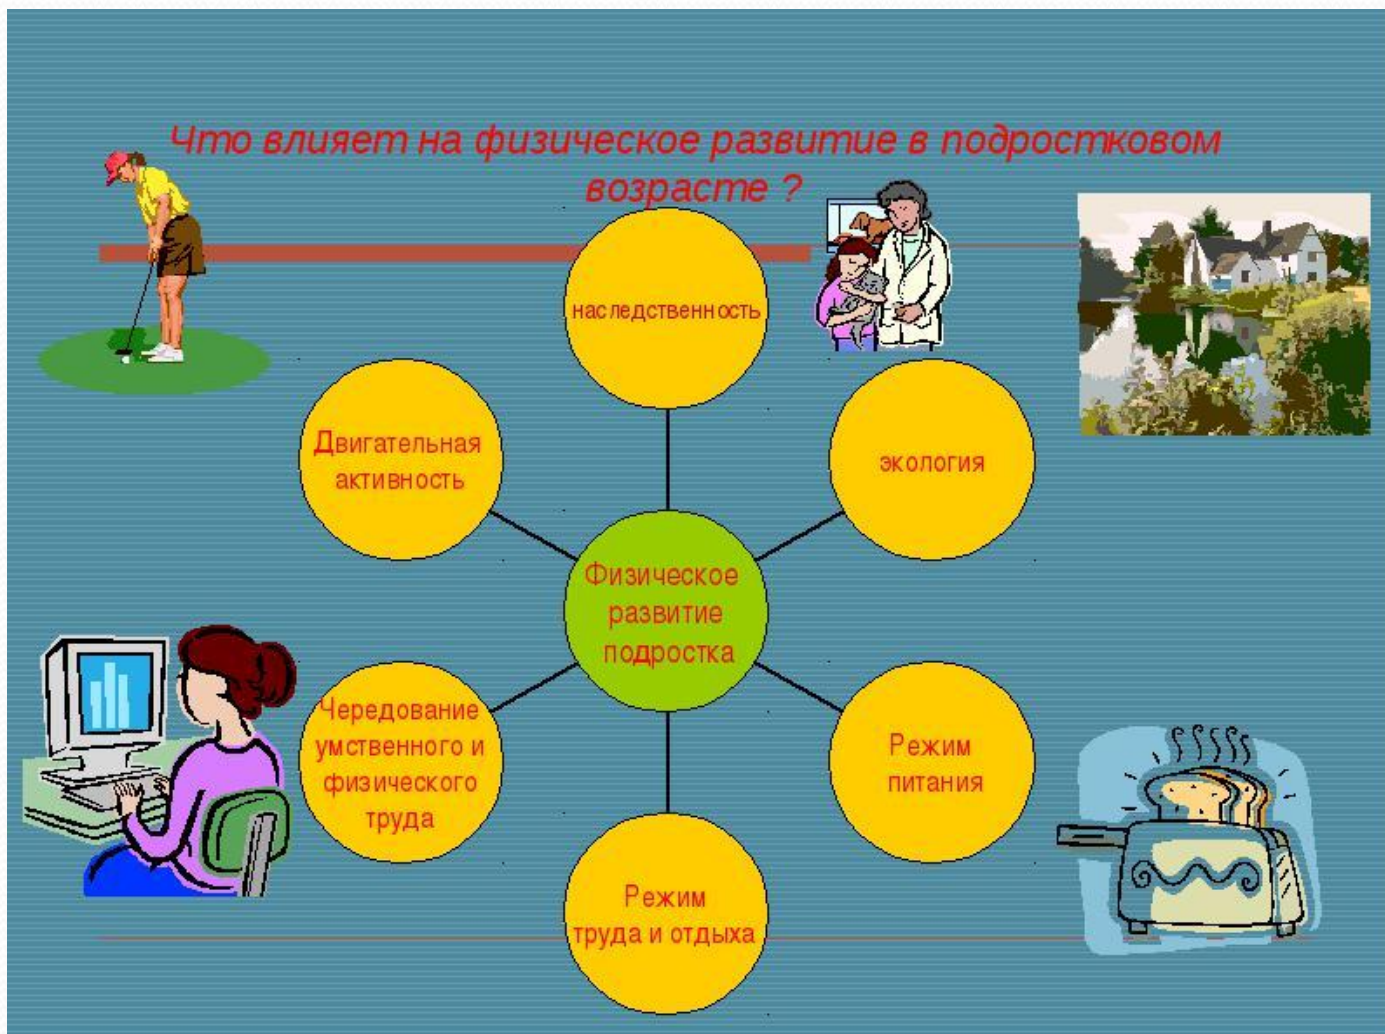 Что влияет на физическое развитие в подростковом
возрасте ?
наследственность
экология
Режим
питания
Режим
труда и отдыха
Чередование
умственного и
физического
труда
Двигательная
активность
Физическое
развитие
подростка